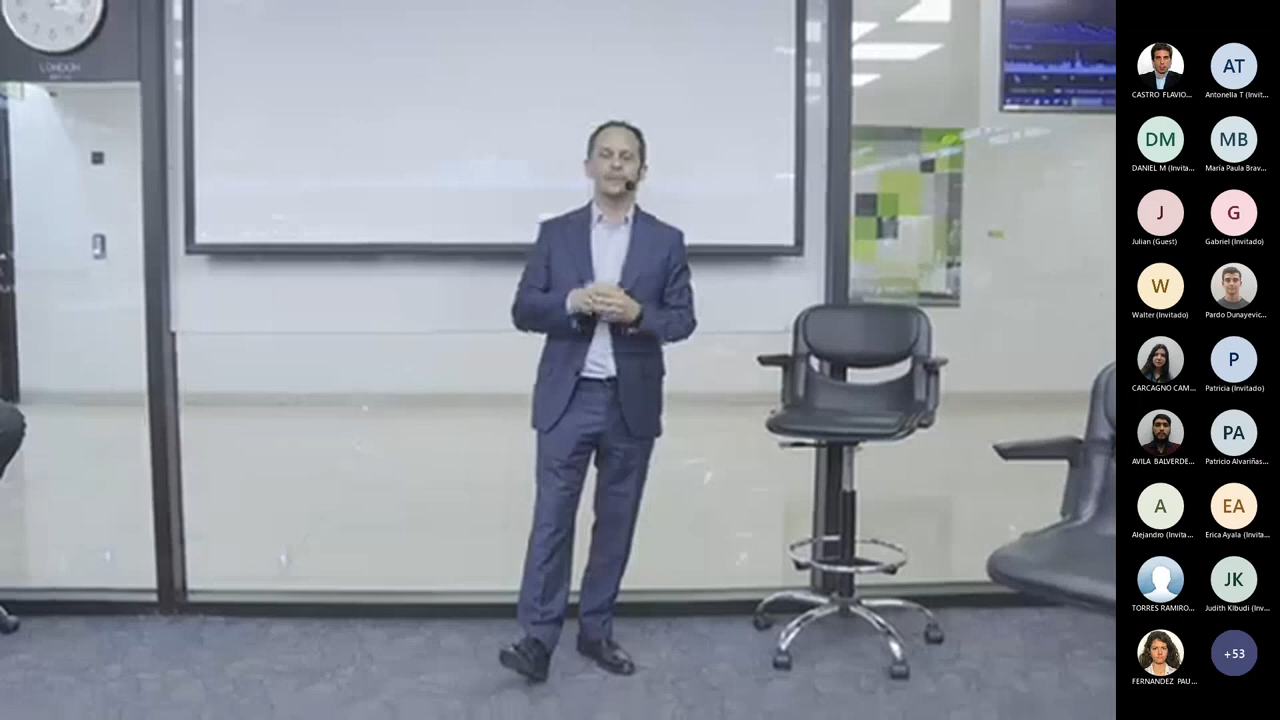 LONDON
CASTRO FLAVIO...
AT
Antonella T (Invit...
DM
DANIEL M (Invita...
MB
María Paula Brav...
J
Julian (Guest)
G
Gabriel (Invitado)
W
Walter (Invitado)
Pardo Dunayevic...
CARCAGNO CAM...
P
Patricia (Invitado)
AVILA BALVERDE...
PA
Patricio Alvariñas...
A
Alejandro (Invita...
EA
Erica Ayala (Invita...
TORRES RAMIRO...
JK
Judith Klbudi (Inv...
FERNANDEZ PAU...
+53